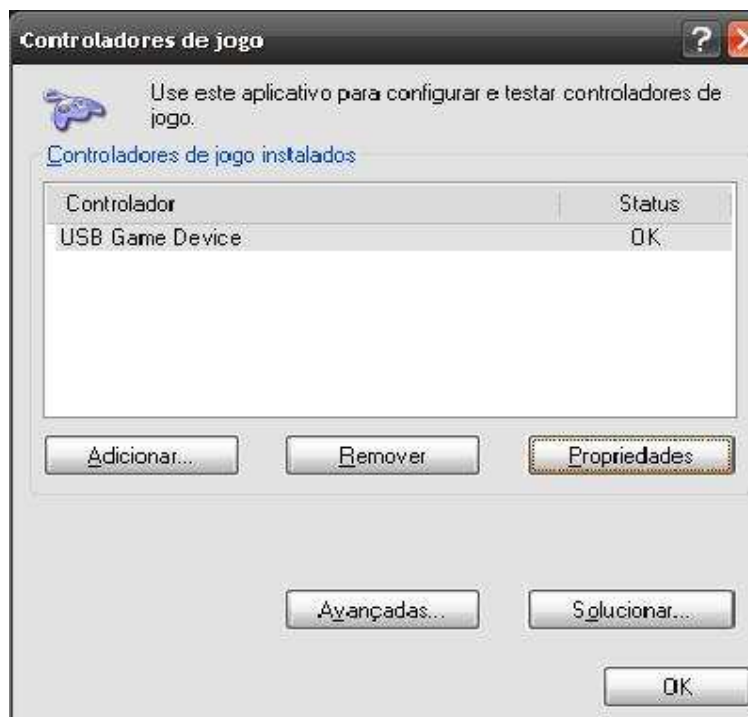 Controladores de jogo
Use este aplicativo para configurar e testar controladores de
jogo.
Controladores de jogo instalados
Controlador Status
USB Game Device OK
Adicionar... Remover Propriedades
Avançadas... Solucionar...
OK